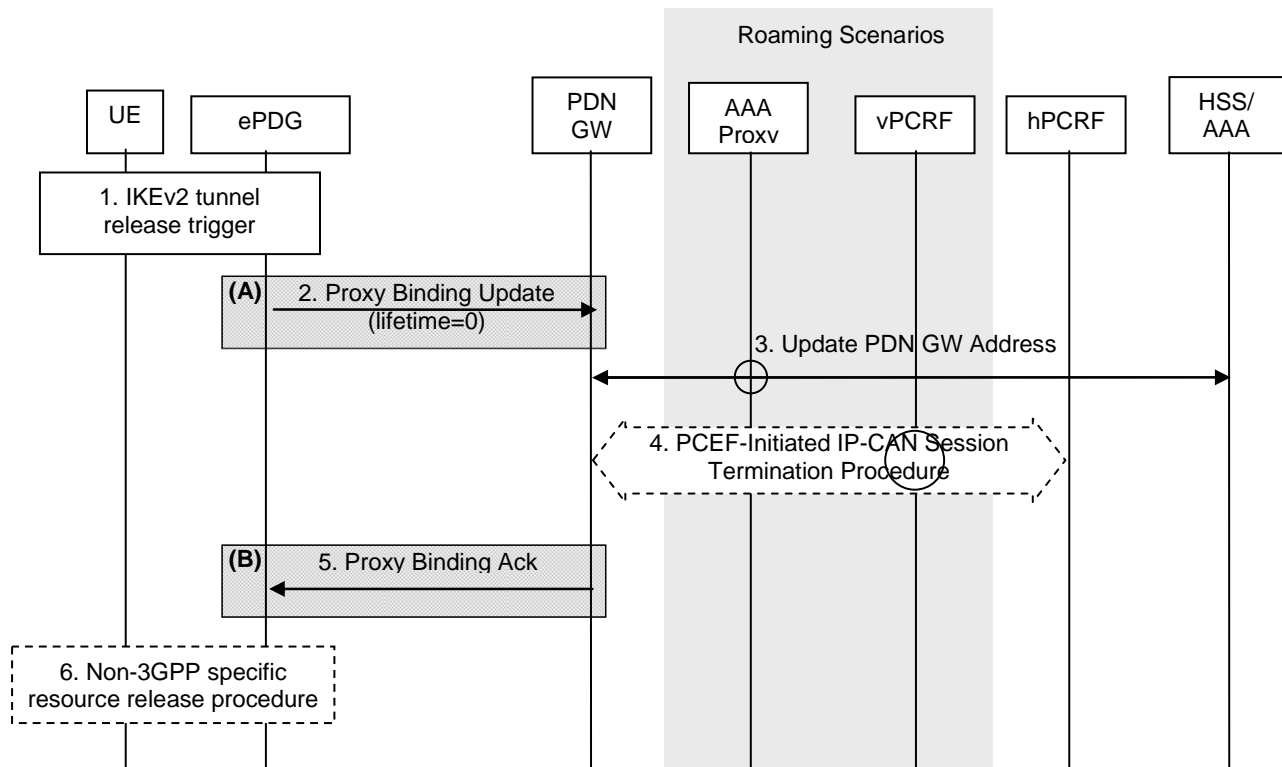 Roaming Scenarios
UE
ePDG
PDN
GW
AAA
Proxv
vPCRF
hPCRF
HSS/
AAA
1. IKEv2 tunnel
release trigger
(A)
2. Proxy Binding Update
(lifetime=0)
3. Update PDN GW Address
4. PCEF-Initiated IP-CAN Session
Termination Procedure
(B)
5. Proxy Binding Ack
6. Non-3GPP specific
resource release procedure